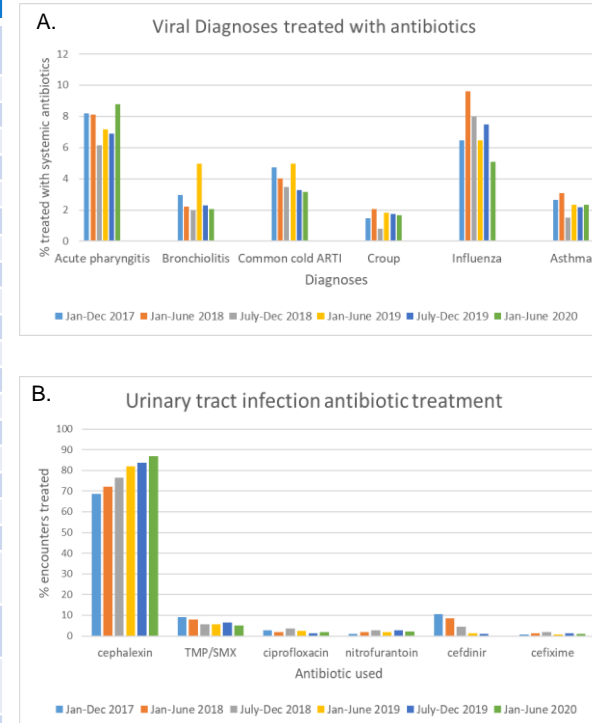 A.
Viral Diagnoses treated with antibiotics
12
10
8
6
4
2
0
% treated with systemic antibiotics
Acute pharyngitis Bronchiolitis Common cold ARTI Croup Influenza Asthma
Diagnoses
Jan-Dec 2017 Jan-June 2018 July-Dec 2018 Jan-June 2019 July-Dec 2019 Jan-June 2020
B.
Urinary tract infection antibiotic treatment
100
90
80
70
60
50
40
30
20
10
0
% encounters treated
cephalexin TMP/SMX ciprofloxacin nitrofurantoin cefdinir cefixime
Antibiotic used
Jan-Dec 2017 Jan-June 2018 July-Dec 2018 Jan-June 2019 July-Dec 2019 Jan-June 2020